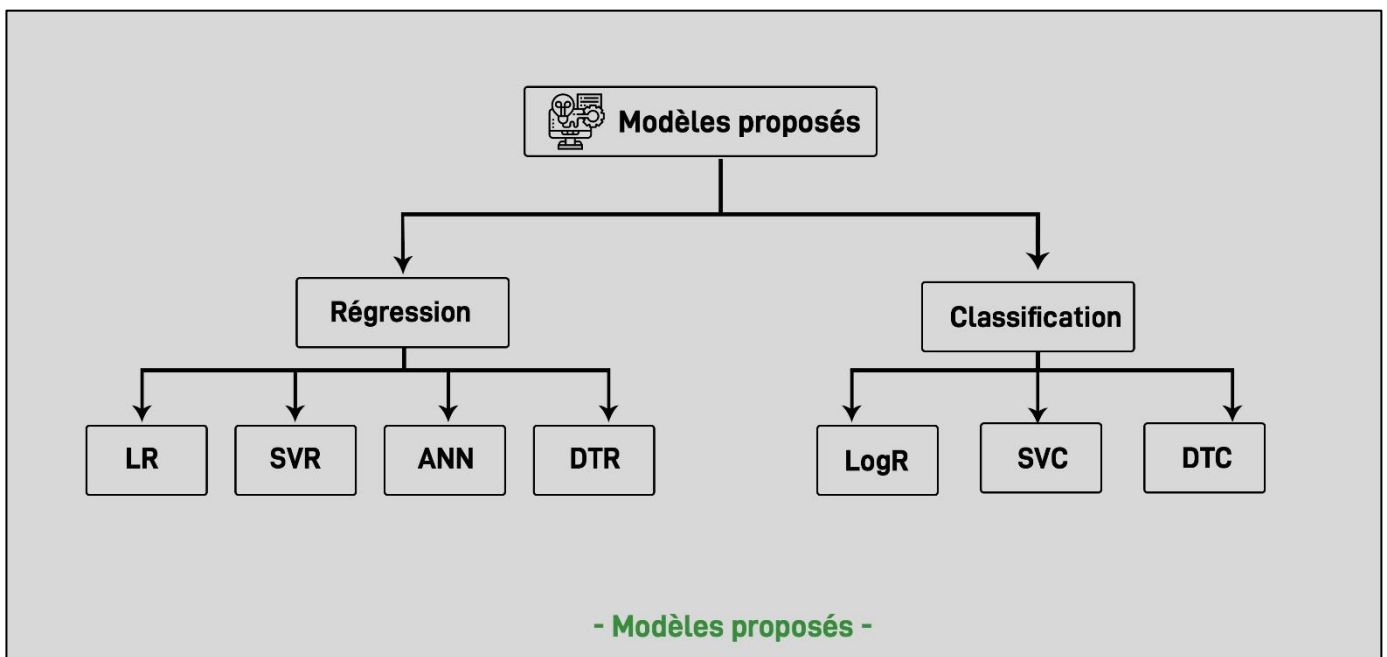 Modèles proposés
Régression
Classification
LR
SVR
ANN
DTR
LogR
SVC
DTC
- Modèles proposés -